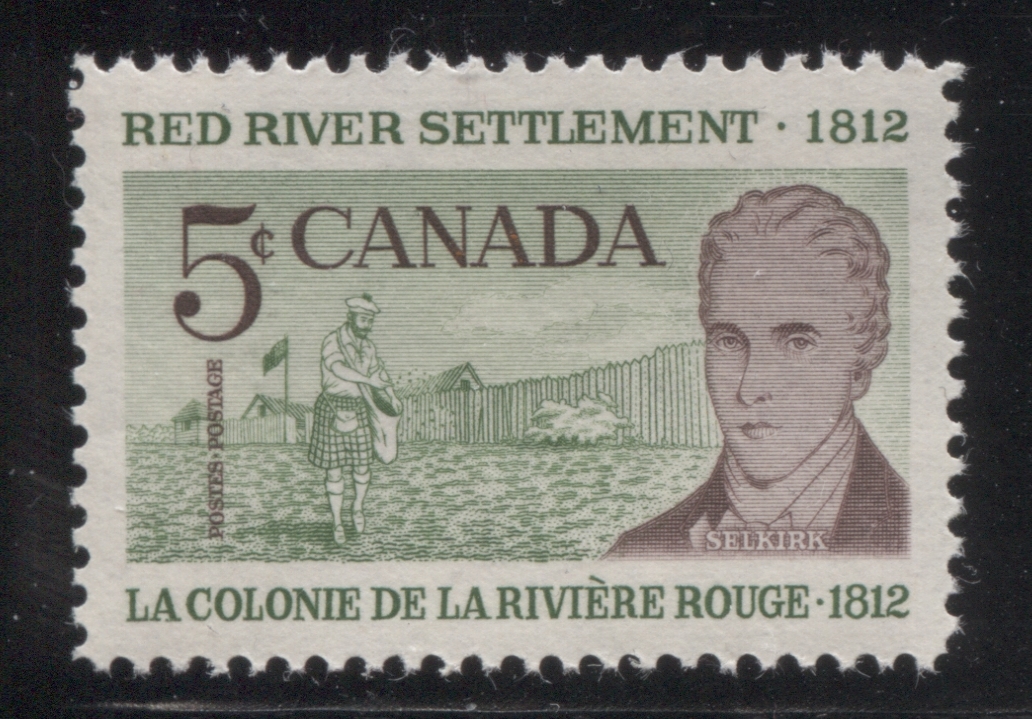 RED RIVER SETTLEMENT · 1812
5¢ CANADA
POSTES·POSTAGE
SELKIRK
LA COLONIE DE LA RIVIÈRE ROUGE·1812